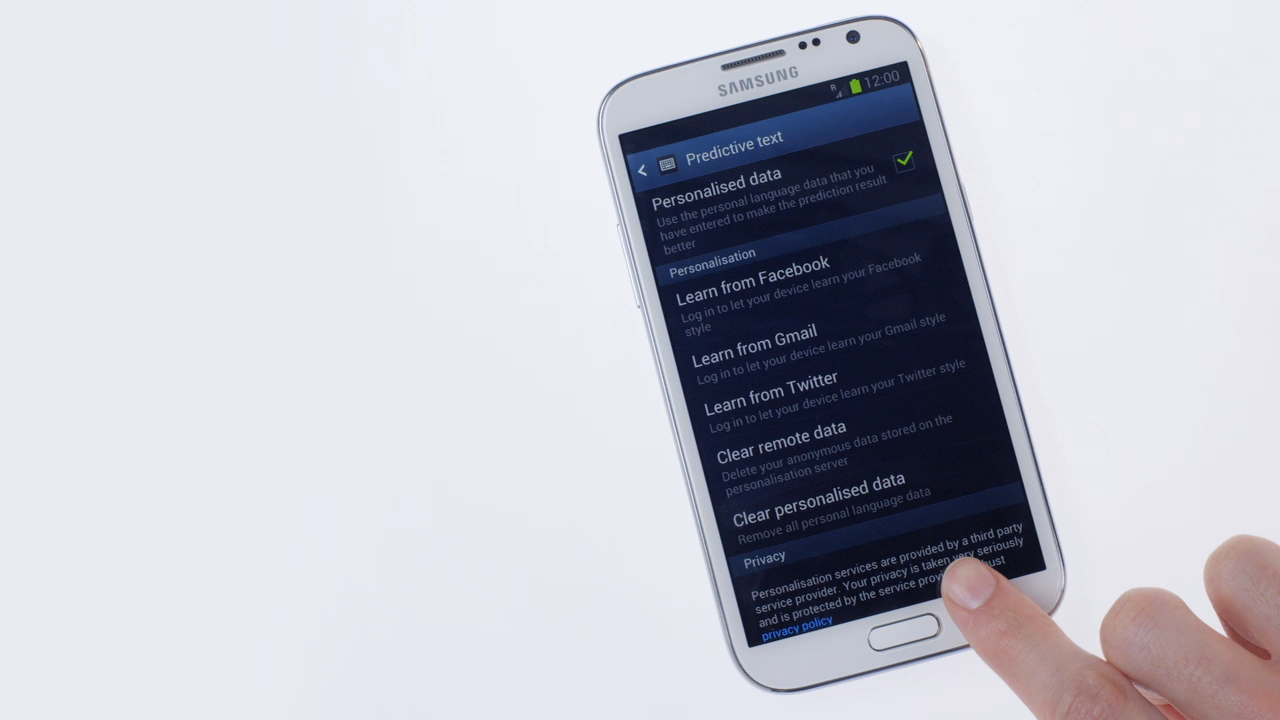 SAMSUNG
R 12:00
Predictive text
Personalised data
Use the personal language data that you
have entered to make the prediction result
better
Personalisation
Learn from Facebook
Log in to let your device learn your Facebook
style
Learn from Gmail
Log in to let your device learn your Gmail style
Learn from Twitter
Log in to let your device learn your Twitter style
Clear remote data
Delete your anonymous data stored on the
personalisation server
Clear personalised data
Remove all personal language data
Privacy
Personalisation services are provided by a third party
service provider. Your privacy is taken very seriously
and is protected by the service
privacy policy